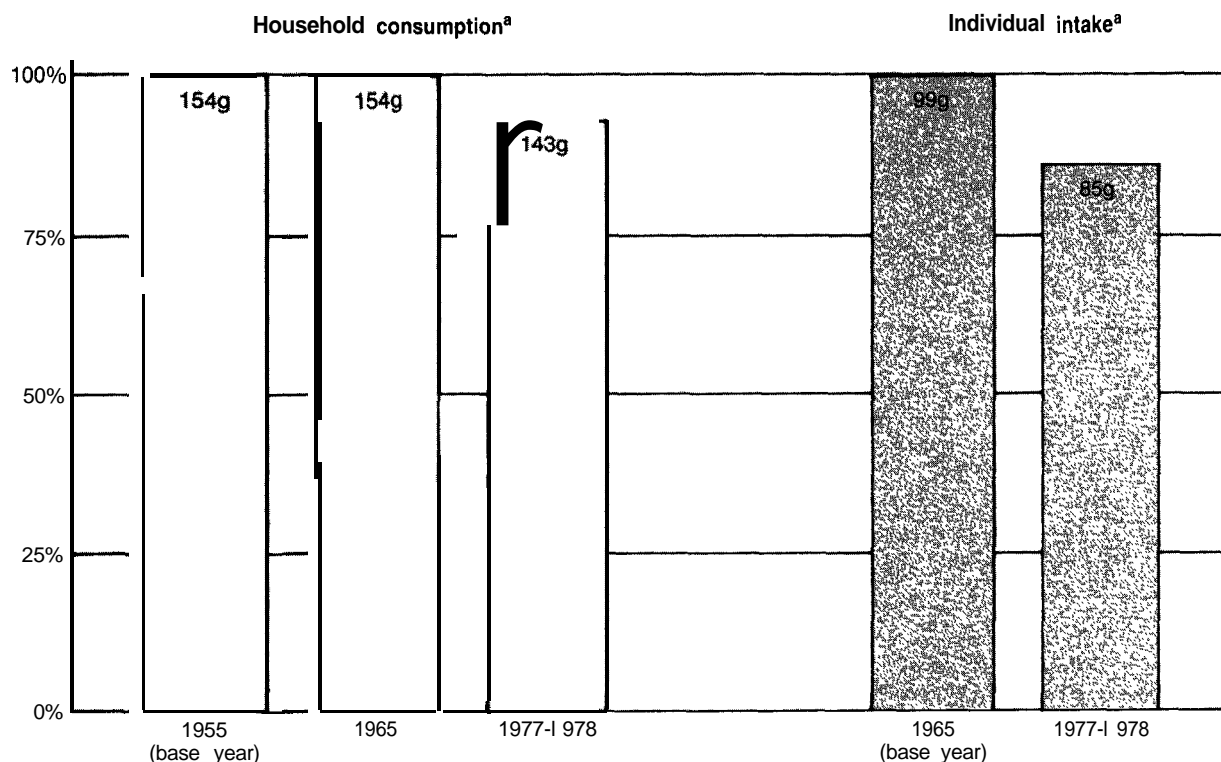 Household consumptionª
Individual intakeª
100%
75%
50%
25%
0%
154g
154g
143g
99g
85g
1955
(base year)
1965
1977-I 978
1965
(base year)
1977-I 978